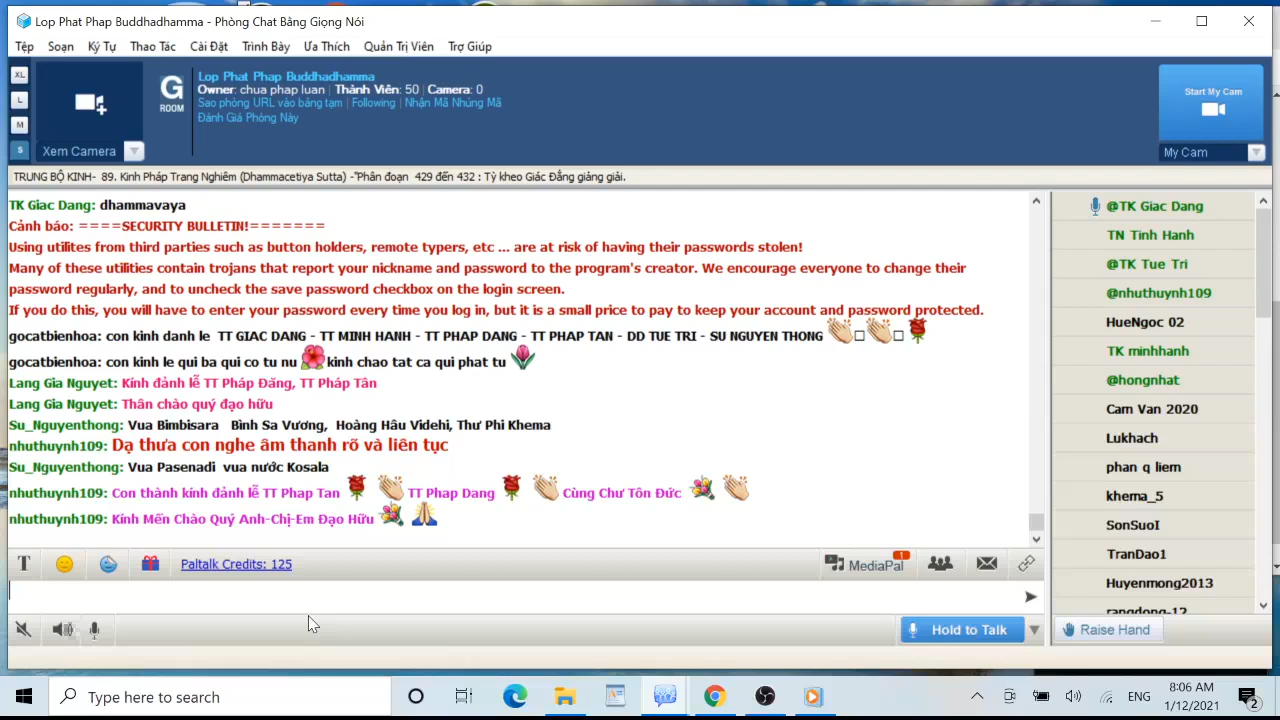 Lop Phat Phap Buddhadhamma - Phòng Chat Bằng Giọng Nói
Tệp Soạn Ký Tự Thao Tác Cài Đặt Trình Bày Ưa Thích Quản Trị Viên Trợ Giúp
XL
L
M
S
Xem Camera
G
ROOM
Lop Phat Phap Buddhadhamma
Owner: chua phap luan | Thành Viên: 50 | Camera: 0
Sao phòng URL vào bảng tạm | Following | Nhận Mã Nhúng Mã
Đánh Giá Phòng Này
Start My Cam
My Cam
TRUNG BỘ KINH- 89. Kinh Pháp Trang Nghiêm (Dhammacetiya Sutta) -"Phân đoạn 429 đến 432 : Tỳ kheo Giác Đẳng giảng giải.
TK Giac Dang: dhammavaya
Cảnh báo: ====SECURITY BULLETIN!=======
Using utilites from third parties such as button holders, remote typers, etc ... are at risk of having their passwords stolen!
Many of these utilities contain trojans that report your nickname and password to the program's creator. We encourage everyone to change their
password regularly, and to uncheck the save password checkbox on the login screen.
If you do this, you will have to enter your password every time you log in, but it is a small price to pay to keep your account and password protected.
gocatbienhoa: con kinh danh le TT GIAC DANG - TT MINH HANH - TT PHAP DANG - TT PHAP TAN - DD TUE TRI - SU NGUYEN THONG 👏□👏□🌹
gocatbienhoa: con kinh le qui ba qui co tu nu 🌺kinh chao tat ca qui phat tu 🌷
Lang Gia Nguyet: Kính đảnh lễ TT Pháp Đăng, TT Pháp Tân
Lang Gia Nguyet: Thân chào quý đạo hữu
Su_Nguyenthong: Vua Bimbisara Bình Sa Vương, Hoàng Hâu Videhi, Thư Phi Khema
nhuthuynh109: Dạ thưa con nghe âm thanh rõ và liên tục
Su_Nguyenthong: Vua Pasenadi vua nước Kosala
nhuthuynh109: Con thành kính đảnh lễ TT Phap Tan 🌹 👏 TT Phap Dang 🌹 👏 Cùng Chư Tôn Đức 💐 👏
nhuthuynh109: Kính Mến Chào Quý Anh-Chị-Em Đạo Hữu 💐 🙏
@TK Giac Dang
TN Tinh Hanh
@TK Tue Tri
@nhuthuynh109
HueNgoc 02
TK minhhanh
@hongnhat
Cam Van 2020
Lukhach
phan q liem
khema_5
SonSuoI
TranDao1
Huyenmong2013
rangdong-12
T Paltalk Credits: 125 MediaPal 1
Hold to Talk
Raise Hand
Type here to search
ENG
8:06 AM
1/12/2021
2